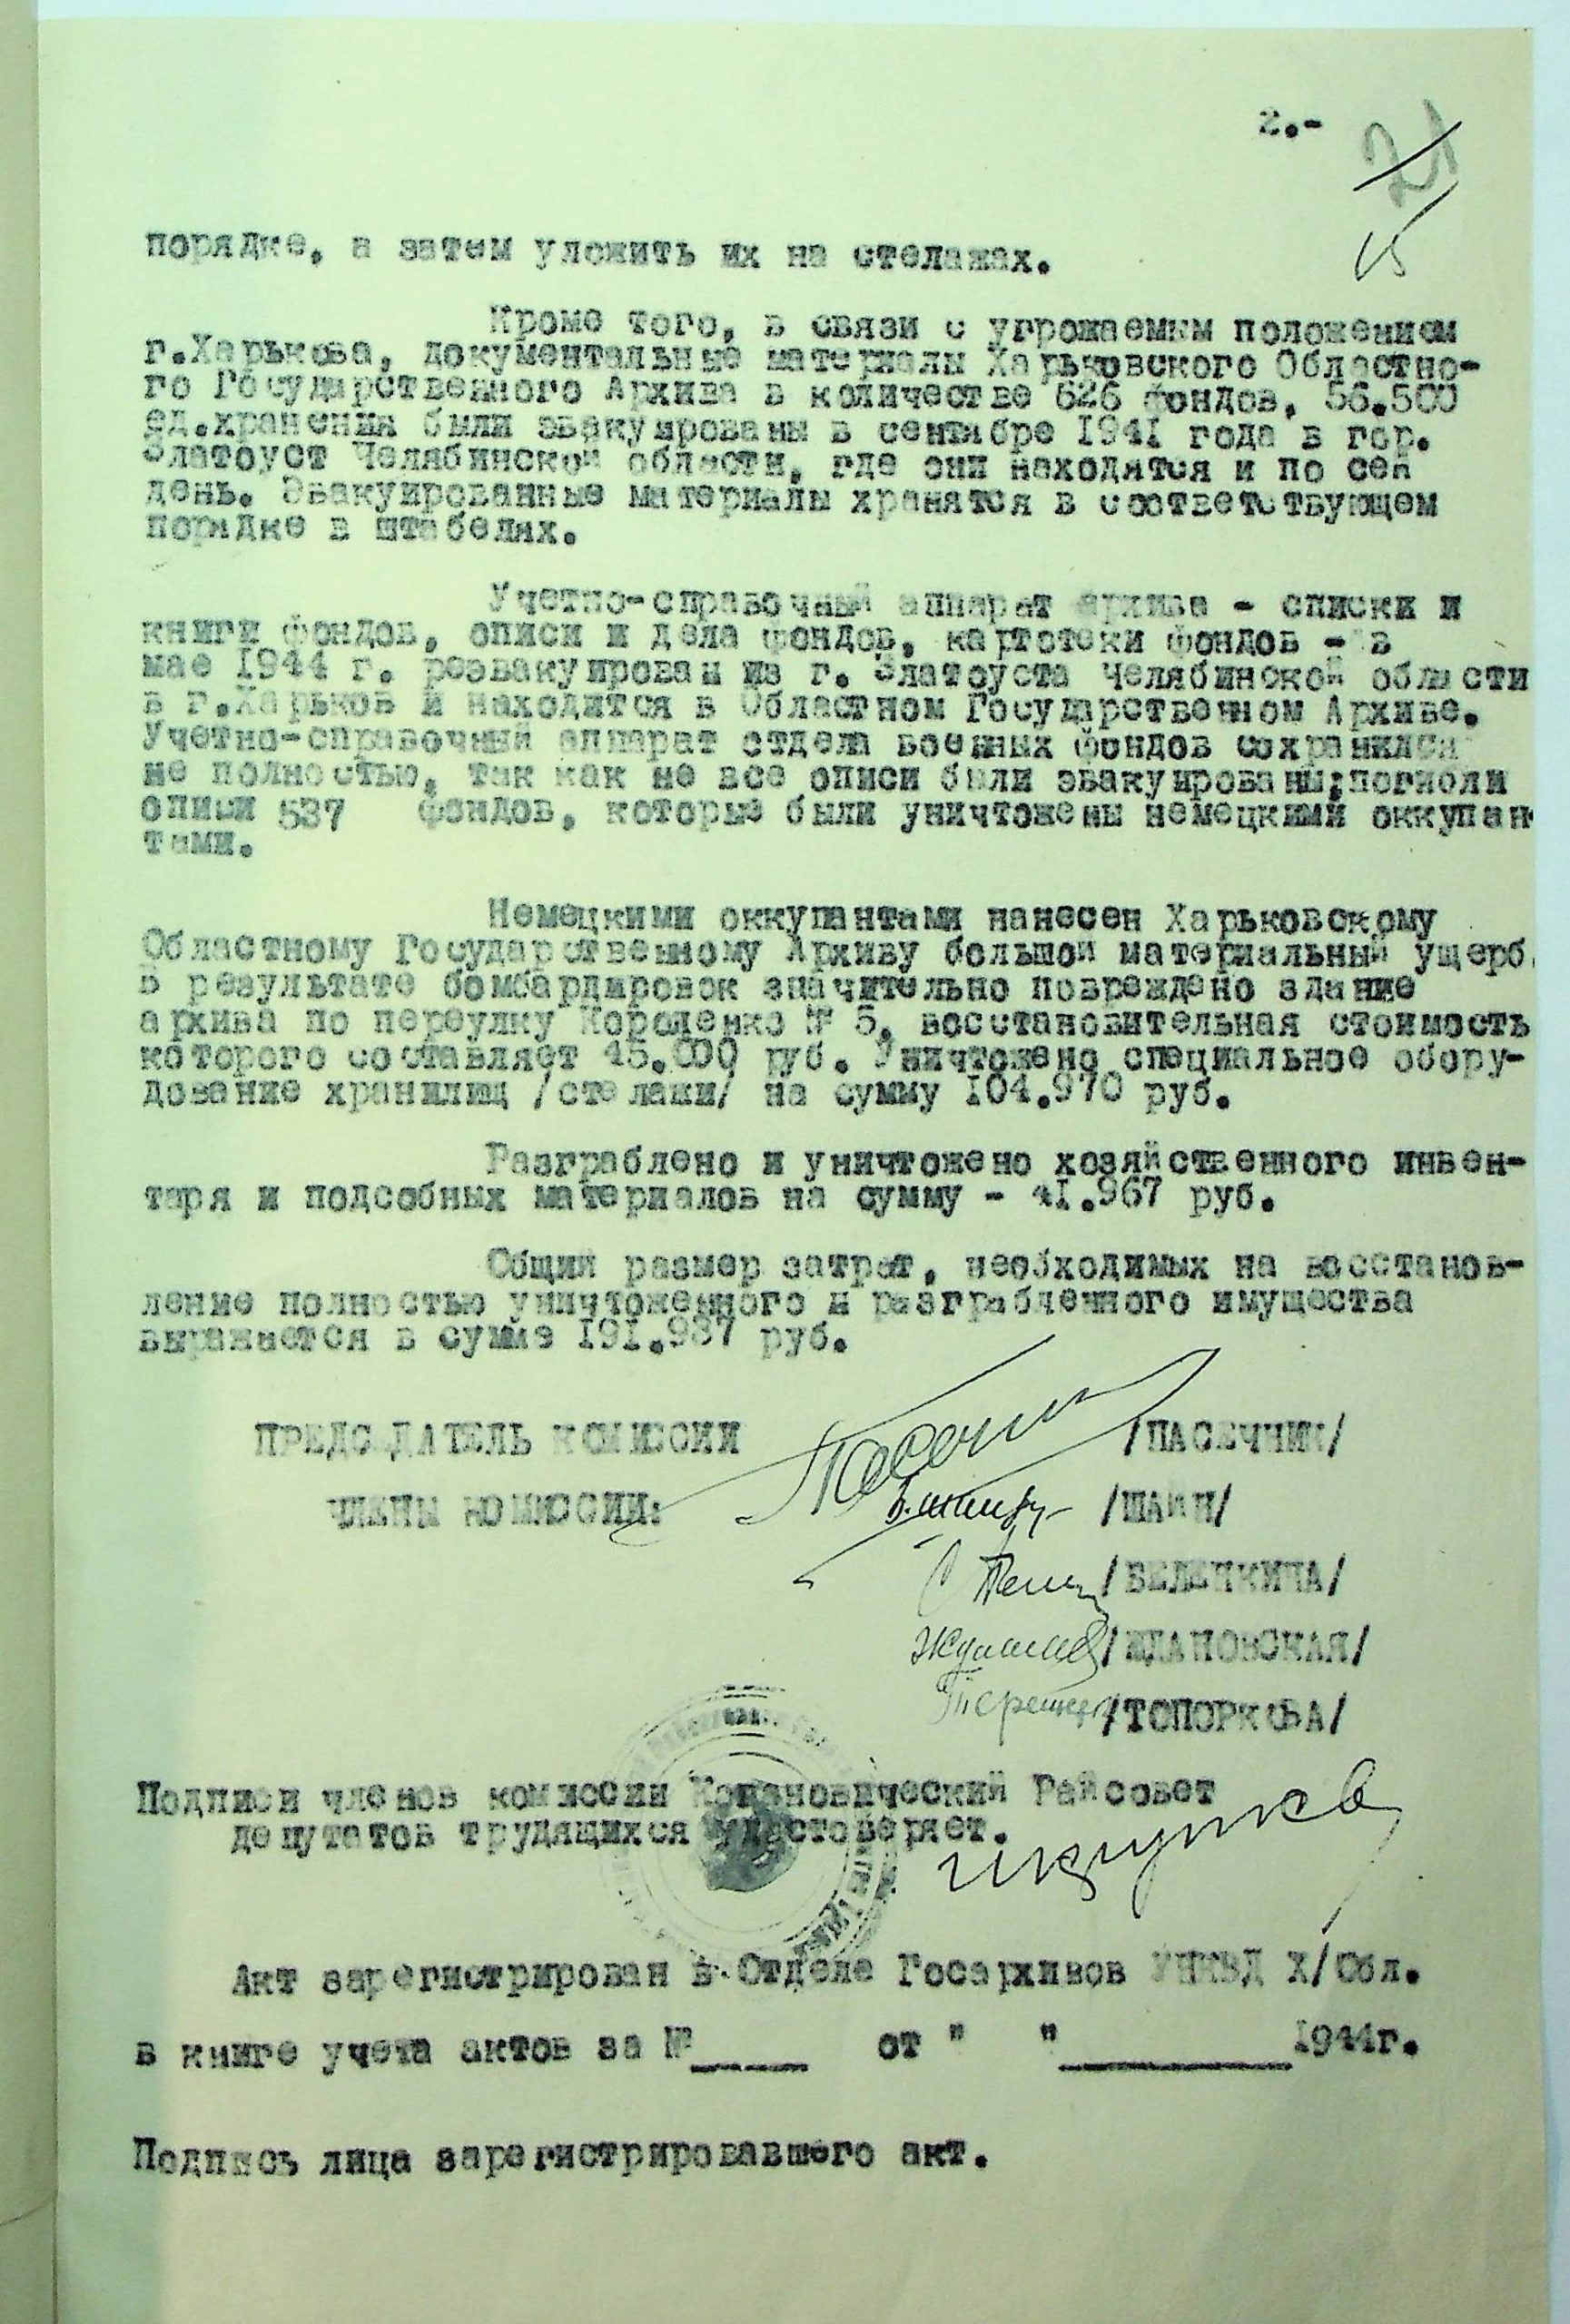 2.-
21
15
порядке, а затем уложить их на стелажах.
Кроме того, в связи с угрожаемым положением
г.Харькова, документальные материалы Харьковского Областно-
го Государственного Архива в количестве 626 фондов, 56.500
ед.хранения были эвакуированы в сентябре 1941 года в гор.
Златоуст Челябинской области, где они находятся и по сей
день. Эвакуированные материалы хранятся в соответствующем
порядке в штабелях.
Учетно-справочный аппарат архива - списки и
книги фондов, описи и дела фондов, картотеки фондов - в
мае 1944 г. реэвакуирован из г. Златоуста Челябинской области
в г.Харьков и находится в Областном Государственном Архиве.
Учетно-справочный аппарат отдела военных фондов сохранился
не полностью, так как не все описи были эвакуированы;погибли
описи 537 фондов, которые были уничтожены немецкими оккупан
тами.
Немецкими оккупантами нанесен Харьковскому
Областному Государственному Архиву большой материальный ущерб.
В результате бомбардировок значительно повреждено здание
архива по переулку Короленко № 5, восстановительная стоимость
которого составляет 45.000 руб. Уничтожено специальное обору-
дование хранилищ /стелажи/ на сумму 104.970 руб.
Разграблено и уничтожено хозяйственного инвен-
таря и подсобных материалов на сумму - 41.967 руб.
Общий размер затрат, необходимых на восстанов-
ление полностью уничтоженного и разграбленного имущества
выражается в сумме 191.937 руб.
ПРЕДСЕДАТЕЛЬ КОМИССИИ /ПАСЕЧНИК/
ЧЛЕНЫ КОМИССИИ: /ШАЙН/
/ВЕДЕПКИНА/
/ЖДАНОВСКАЯ/
/ТОПОРКОВА/
Подписи членов комиссии Кагановический Райсовет
депутатов трудящихся удостоверяет.
Акт зарегистрирован в Отделе Госархивов УНКВД Х/Обл.
в книге учета актов за №____ от " "________1944г.
Подпись лица зарегистрировавшего акт.